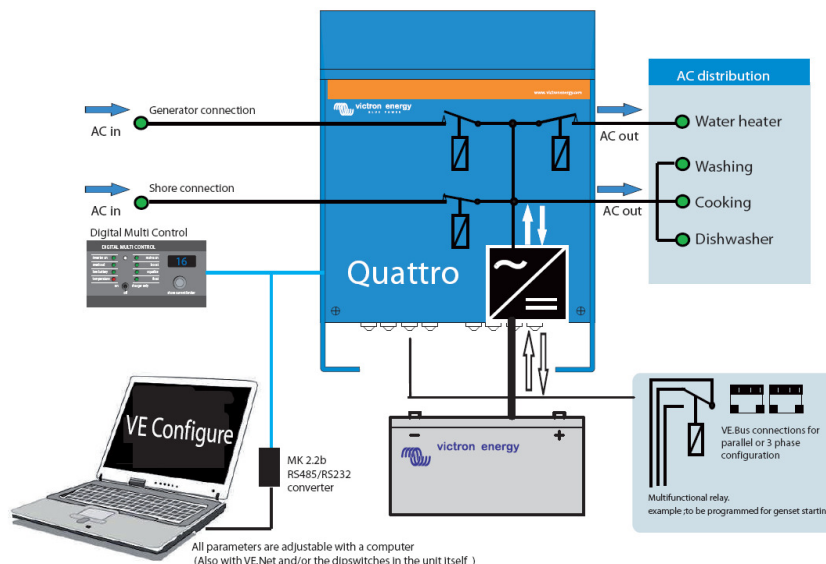 victron energy
BLUE POWER
www.victronenergy.com
Generator connection
AC in
AC out
Shore connection
AC in
AC out
AC distribution
Water heater
Washing
Cooking
Dishwasher
Digital Multi Control
DIGITAL MULTI CONTROL
16
Quattro
VE Configure
MK 2.2b
RS485/RS232
converter
victron energy
VE.Bus connections for
parallel or 3 phase
configuration
Multifunctional relay.
example ;to be programmed for genset startin
All parameters are adjustable with a computer
(Also with VE.Net and/or the dipswitches in the unit itself )